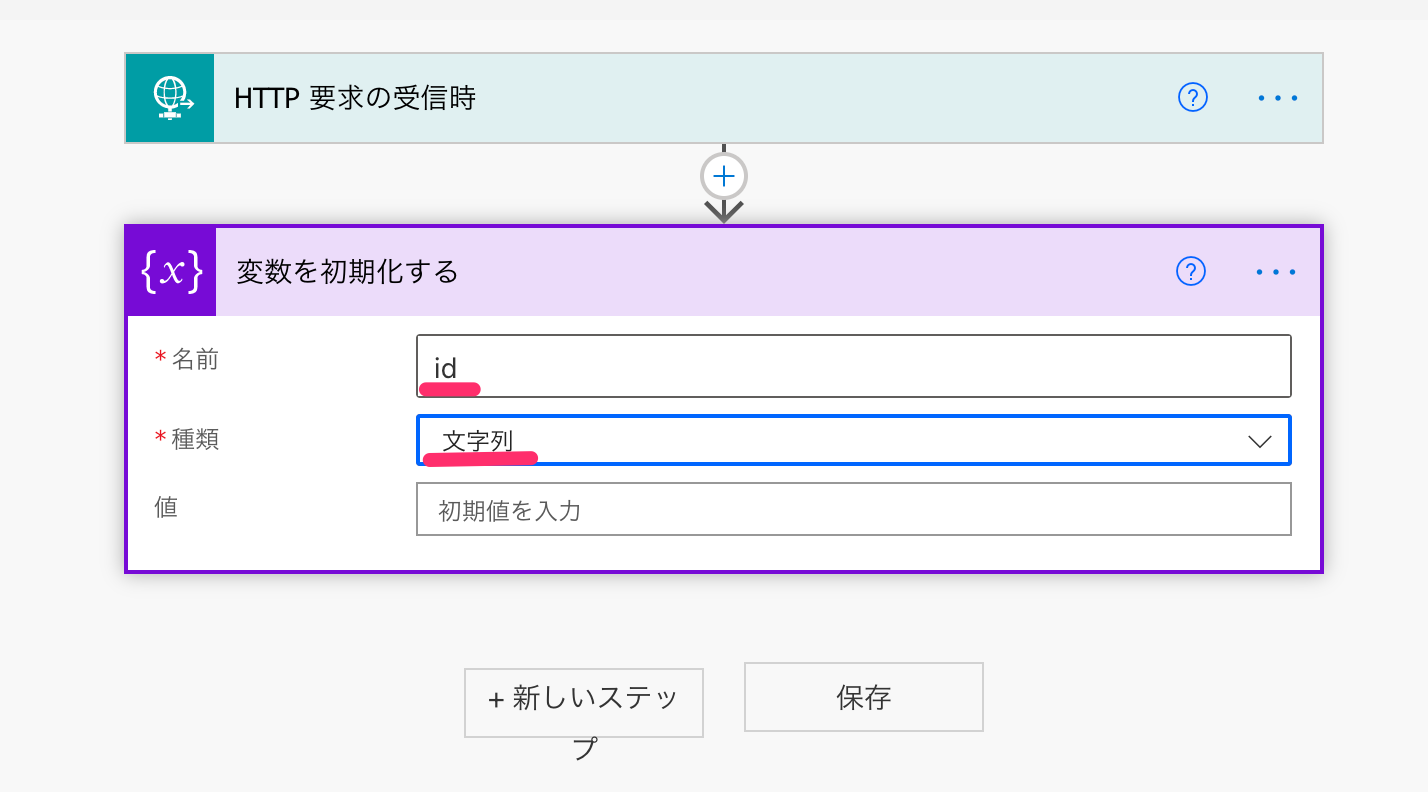 HTTP 要求の受信時
?
{x}
変数を初期化する
?
* 名前
id
* 種類
文字列
値
初期値を入力
+ 新しいステッ
プ
保存